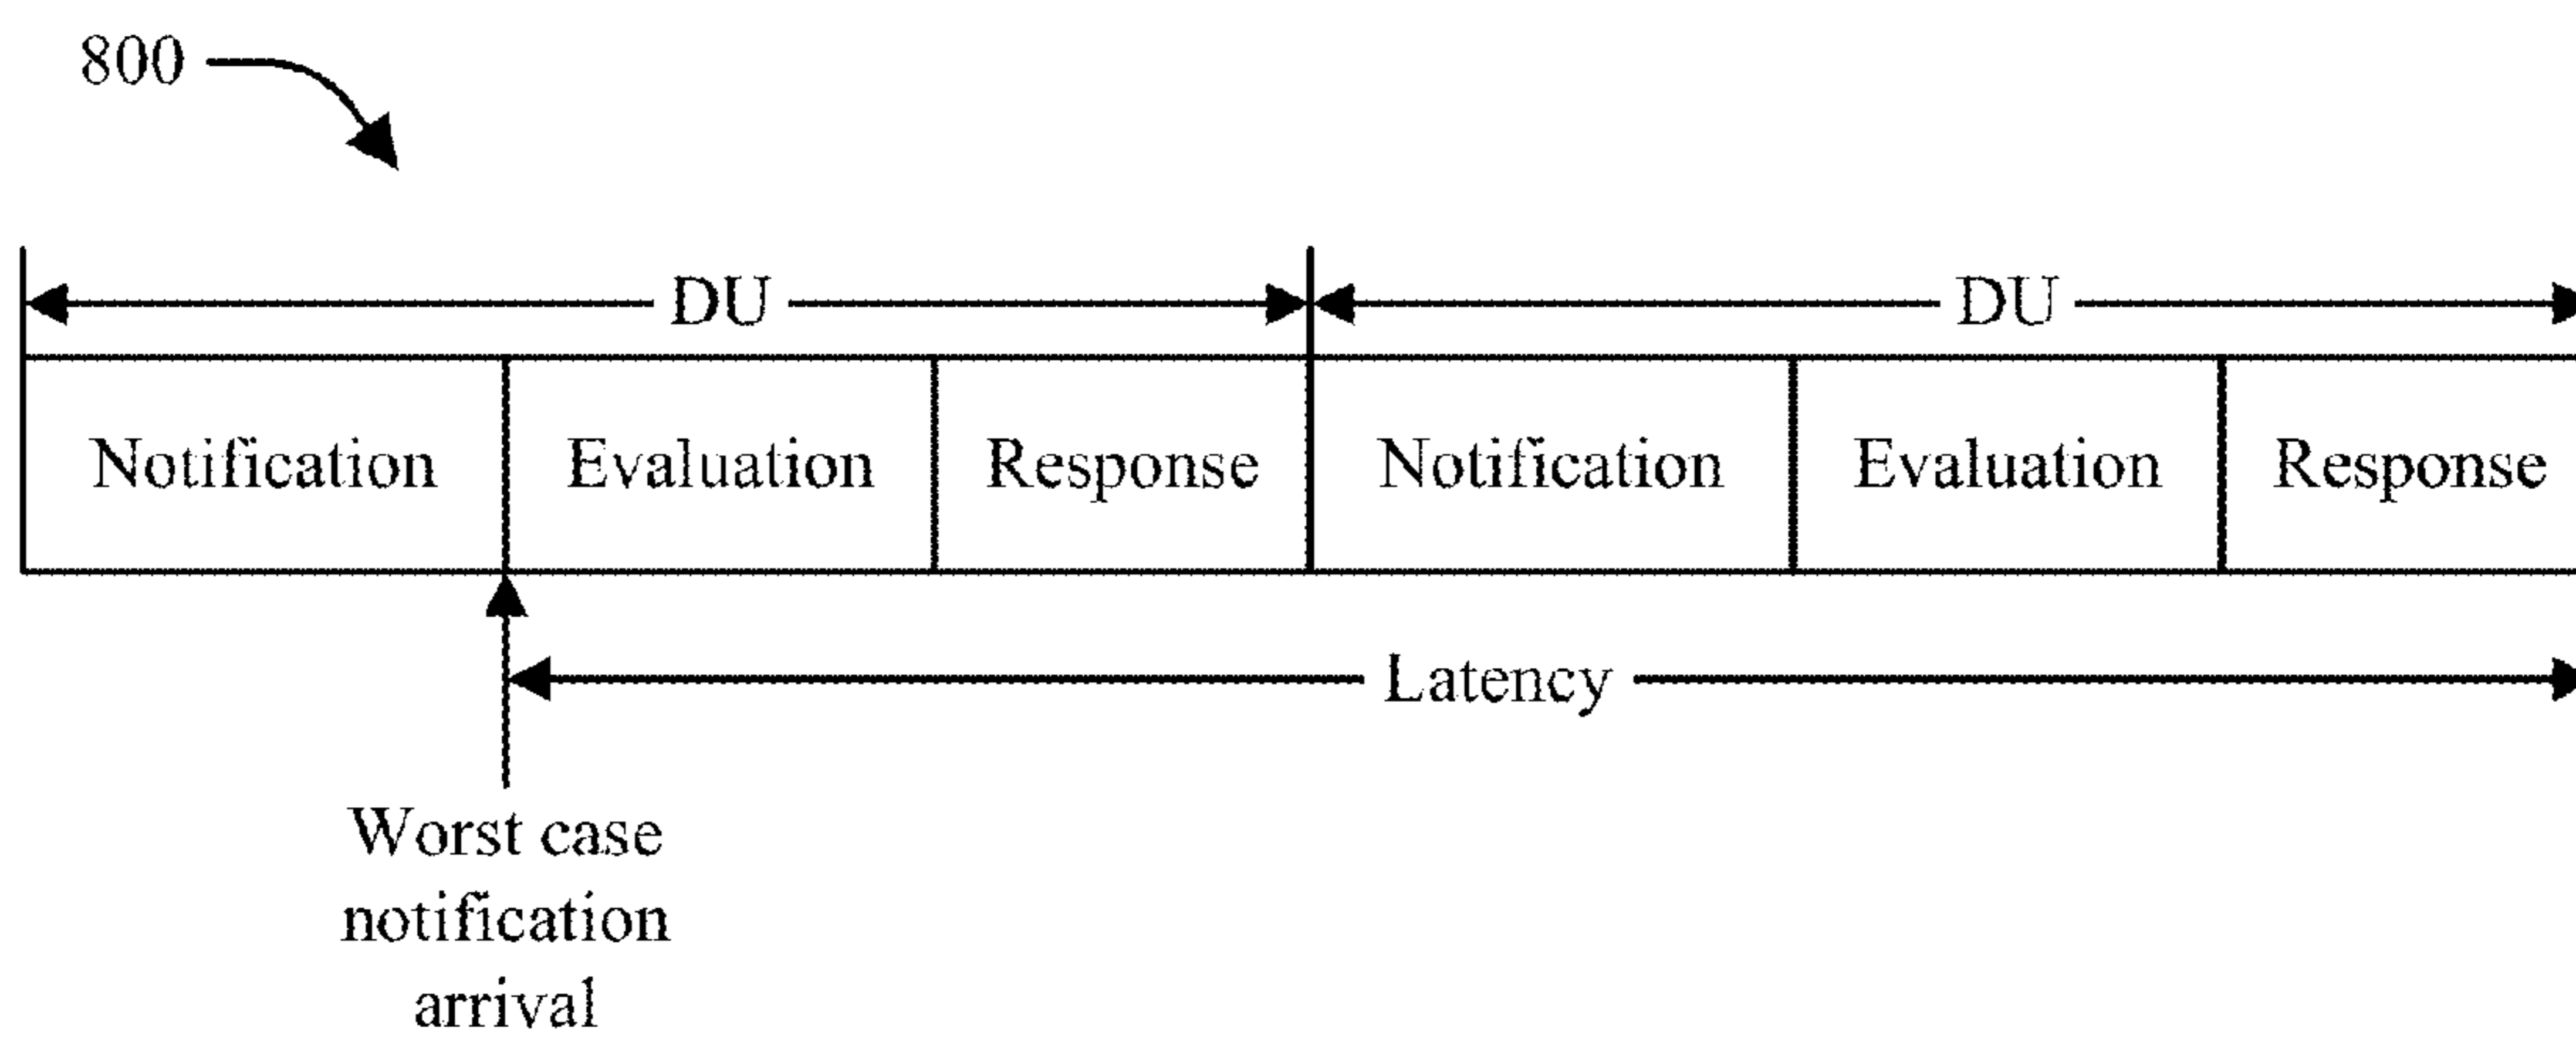 800
DU DU
Notification Evaluation Response Notification Evaluation Response
Latency
Worst case
notification
arrival